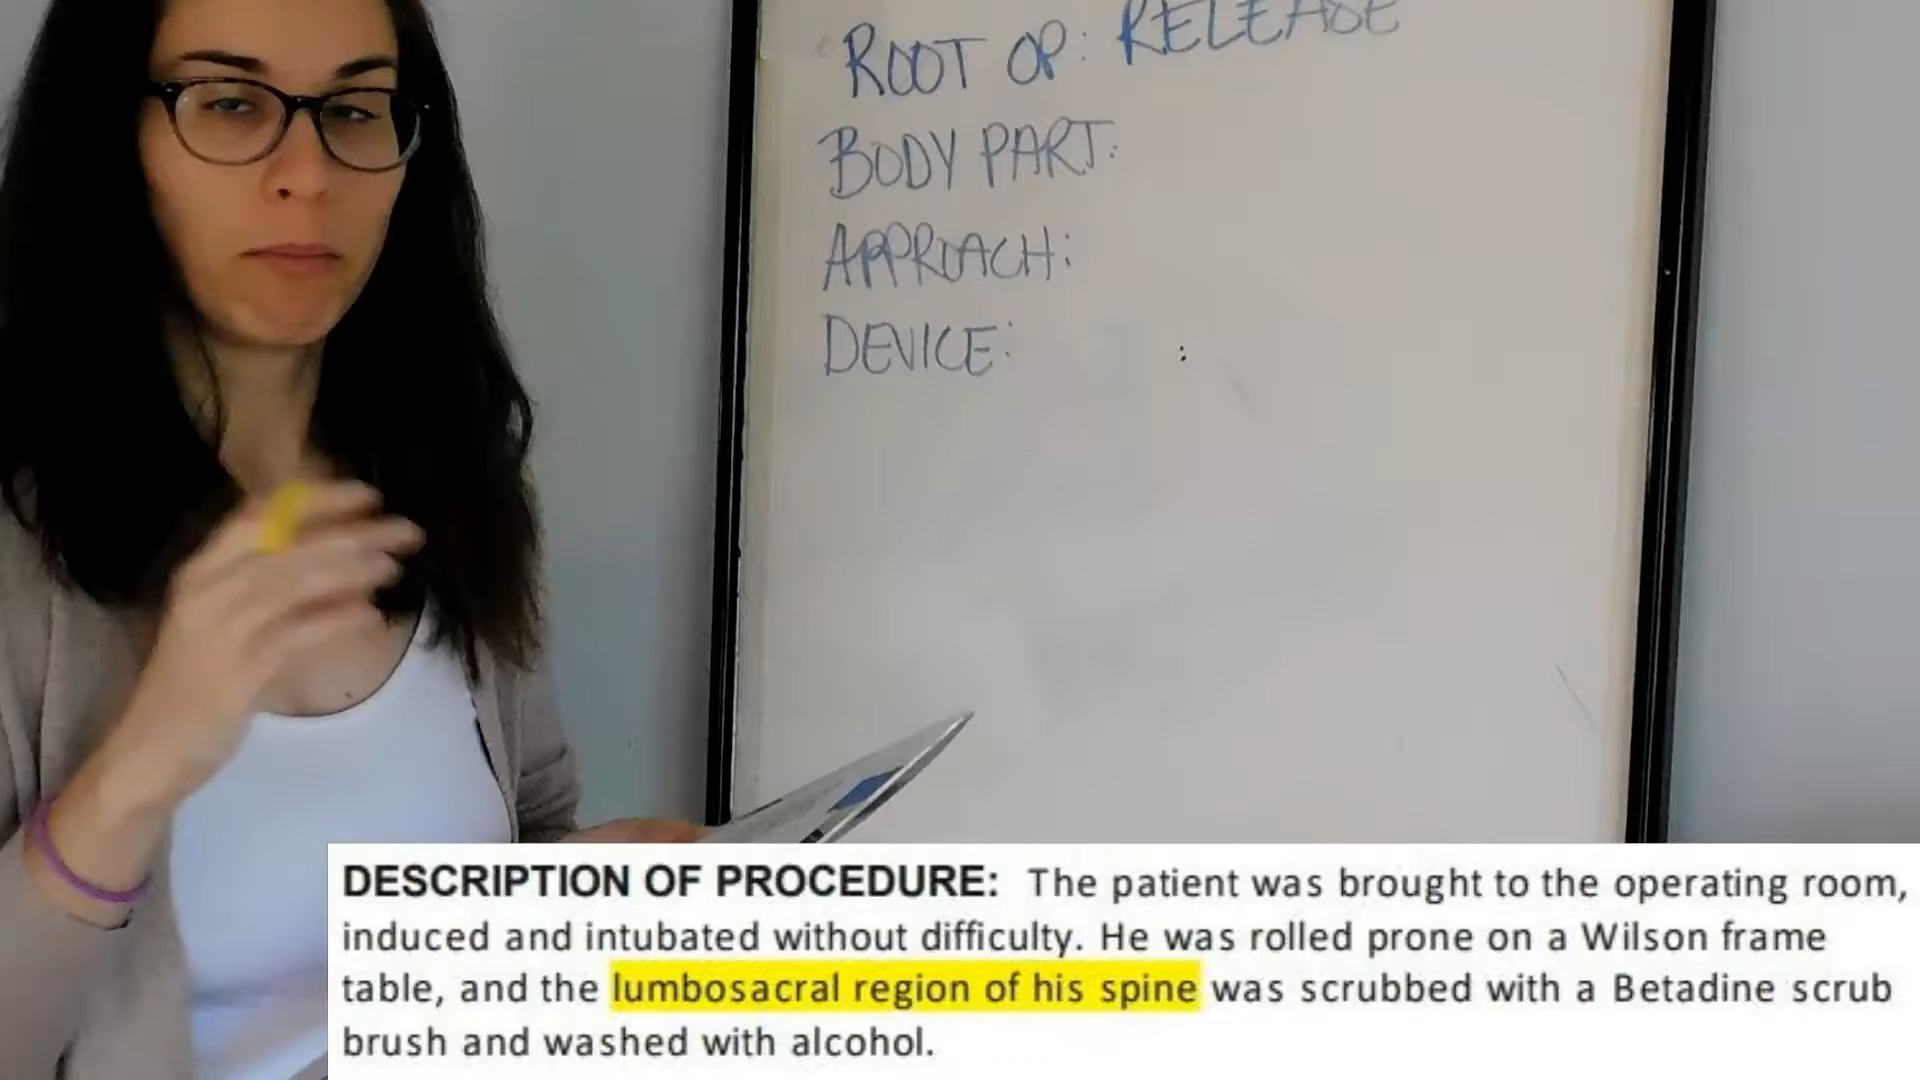 ROOT OP: RELEASE
BODY PART:
APPROACH:
DEVICE:
DESCRIPTION OF PROCEDURE: The patient was brought to the operating room,
induced and intubated without difficulty. He was rolled prone on a Wilson frame
table, and the lumbosacral region of his spine was scrubbed with a Betadine scrub
brush and washed with alcohol.